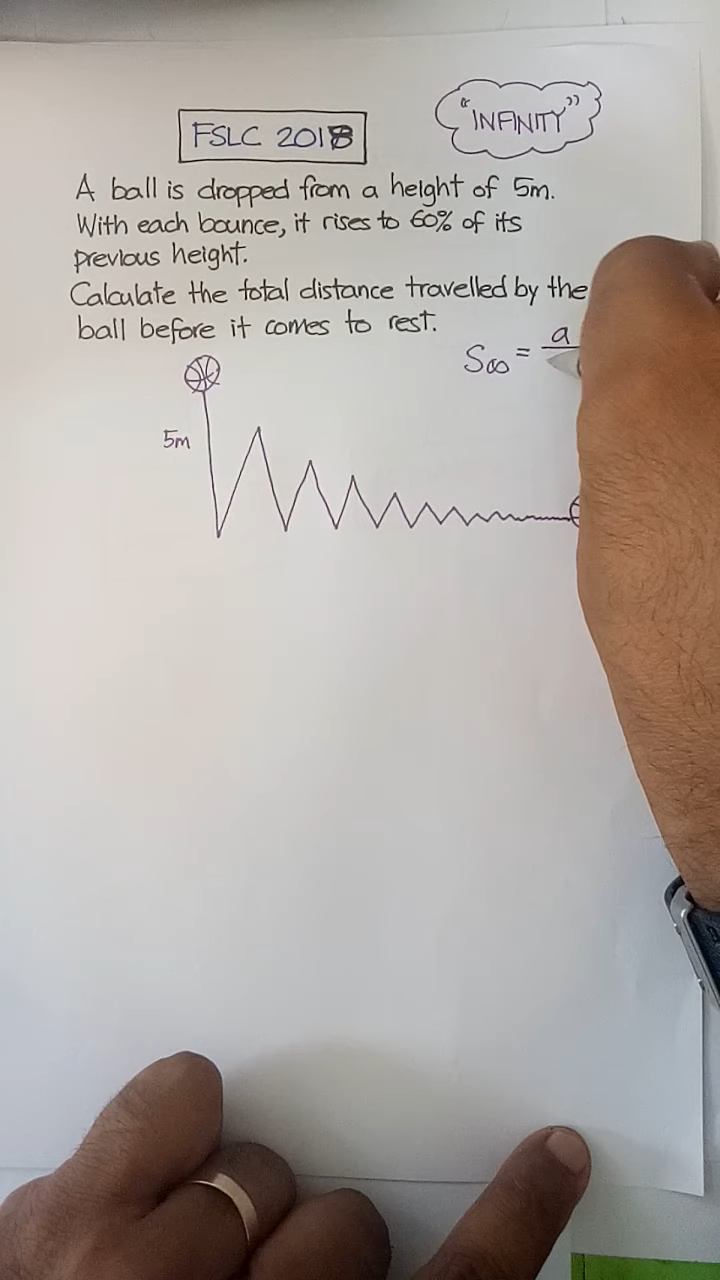 FSLC 2018
“INFINITY”
A ball is dropped from a height of 5m.
With each bounce, it rises to 60% of its
previous height.
Calculate the total distance travelled by the
ball before it comes to rest.
S∞ = a
5m